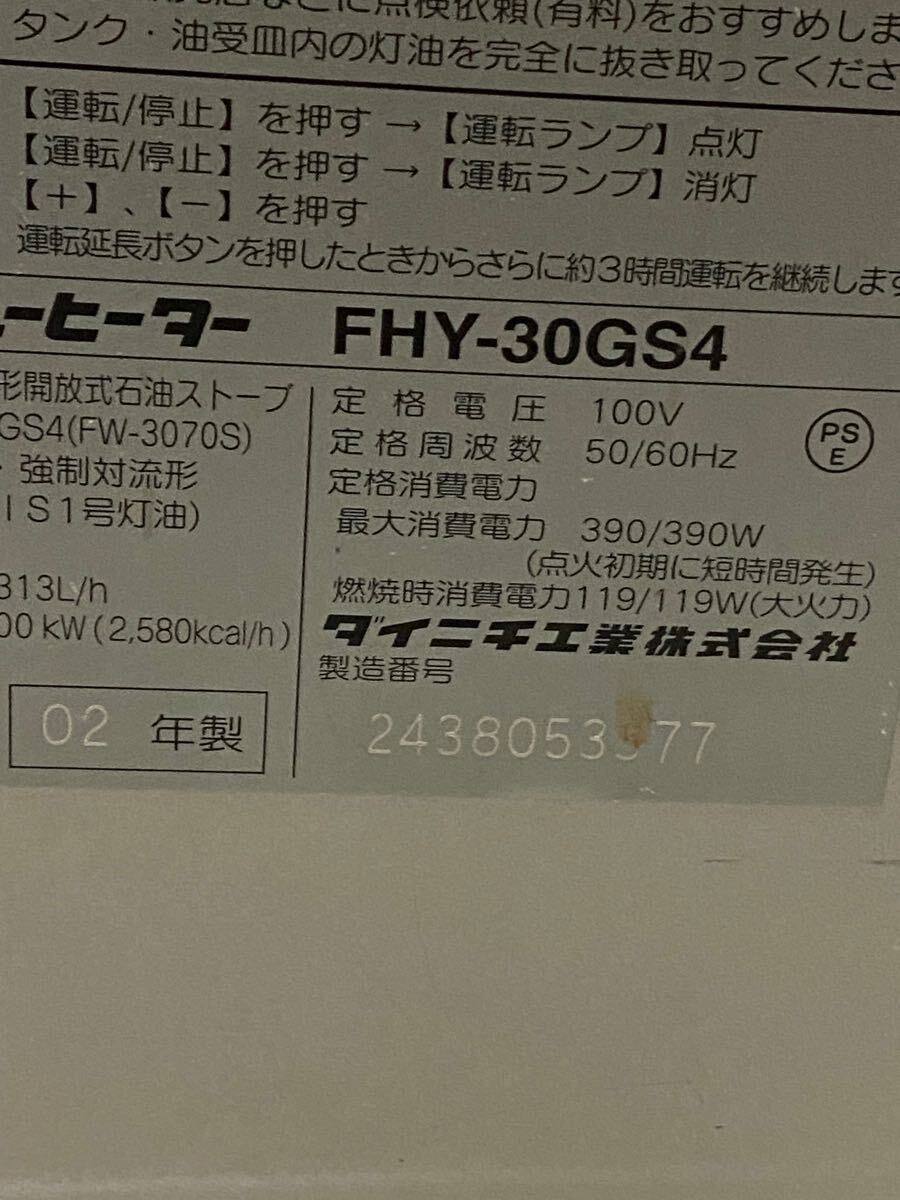 点検依頼(有料)をおすすめしま
タンク・油受皿内の灯油を完全に抜き取ってくださ
【運転/停止】を押す → 【運転ランプ】点灯
【運転/停止】を押す → 【運転ランプ】消灯
【+】、【-】を押す
運転延長ボタンを押したときからさらに約3時間運転を継続します
ーヒーター FHY-30GS4
形開放式石油ストーブ
GS4(FW-3070S)
・強制対流形
IS1号灯油)
313L/h
00 kW(2,580kcal/h)
02 年製
定格電圧 100V
定格周波数 50/60Hz
PS
E
定格消費電力
最大消費電力 390/390W
(点火初期に短時間発生)
燃焼時消費電力119/119W(大火力)
ダイニチ工業株式会社
製造番号
2438053 77